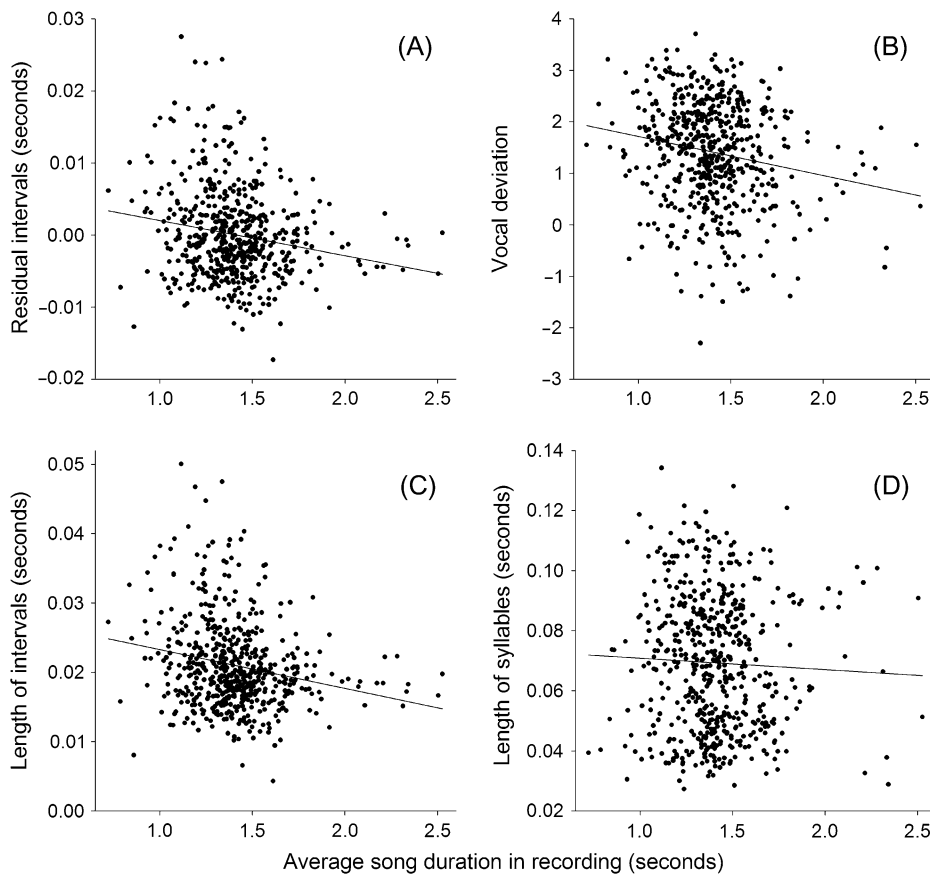 (A)
Residual intervals (seconds)
0.03
0.02
0.01
0.00
−0.01
−0.02
1.0 1.5 2.0 2.5
(B)
Vocal deviation
4
3
2
1
0
−1
−2
−3
1.0 1.5 2.0 2.5
(C)
Length of intervals (seconds)
0.05
0.04
0.03
0.02
0.01
0.00
1.0 1.5 2.0 2.5
(D)
Length of syllables (seconds)
0.14
0.12
0.10
0.08
0.06
0.04
0.02
1.0 1.5 2.0 2.5
Average song duration in recording (seconds)